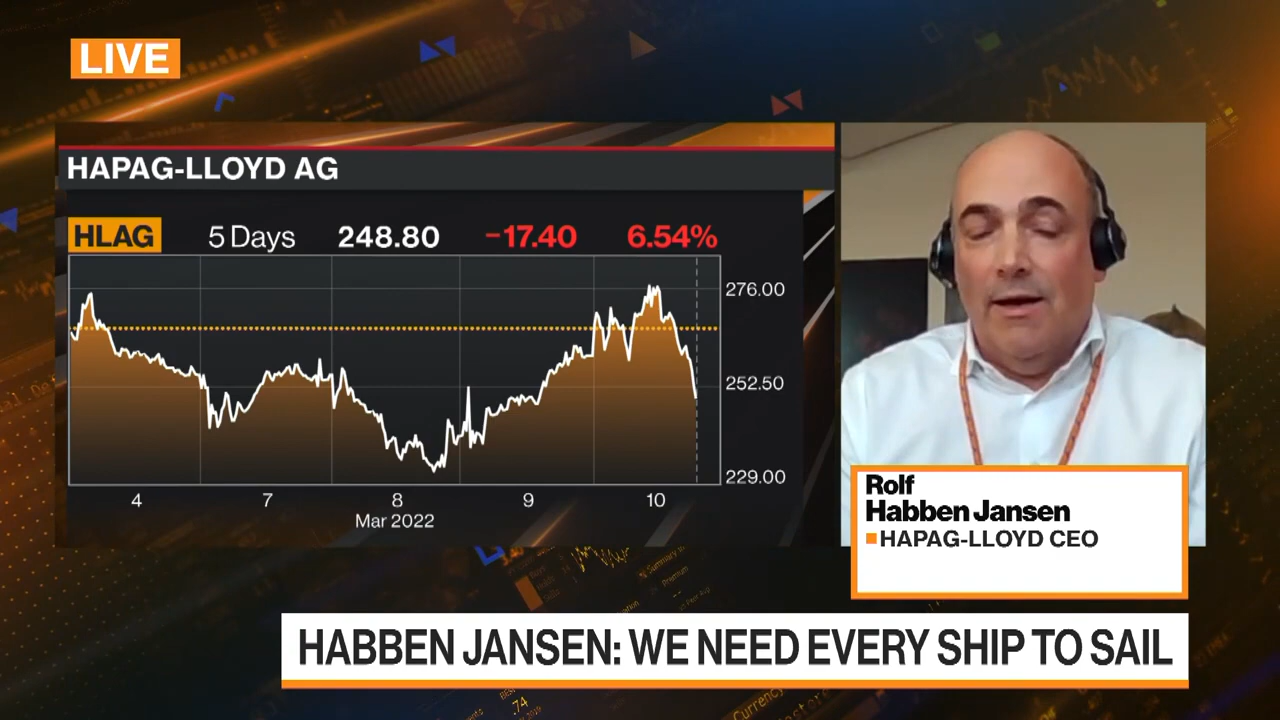 LIVE
HAPAG-LLOYD AG
HLAG 5 Days 248.80 -17.40 6.54%
276.00
252.50
229.00
4 7 8 9 10
Mar 2022
Rolf
Habben Jansen
HAPAG-LLOYD CEO
HABBEN JANSEN: WE NEED EVERY SHIP TO SAIL
Currency
.74